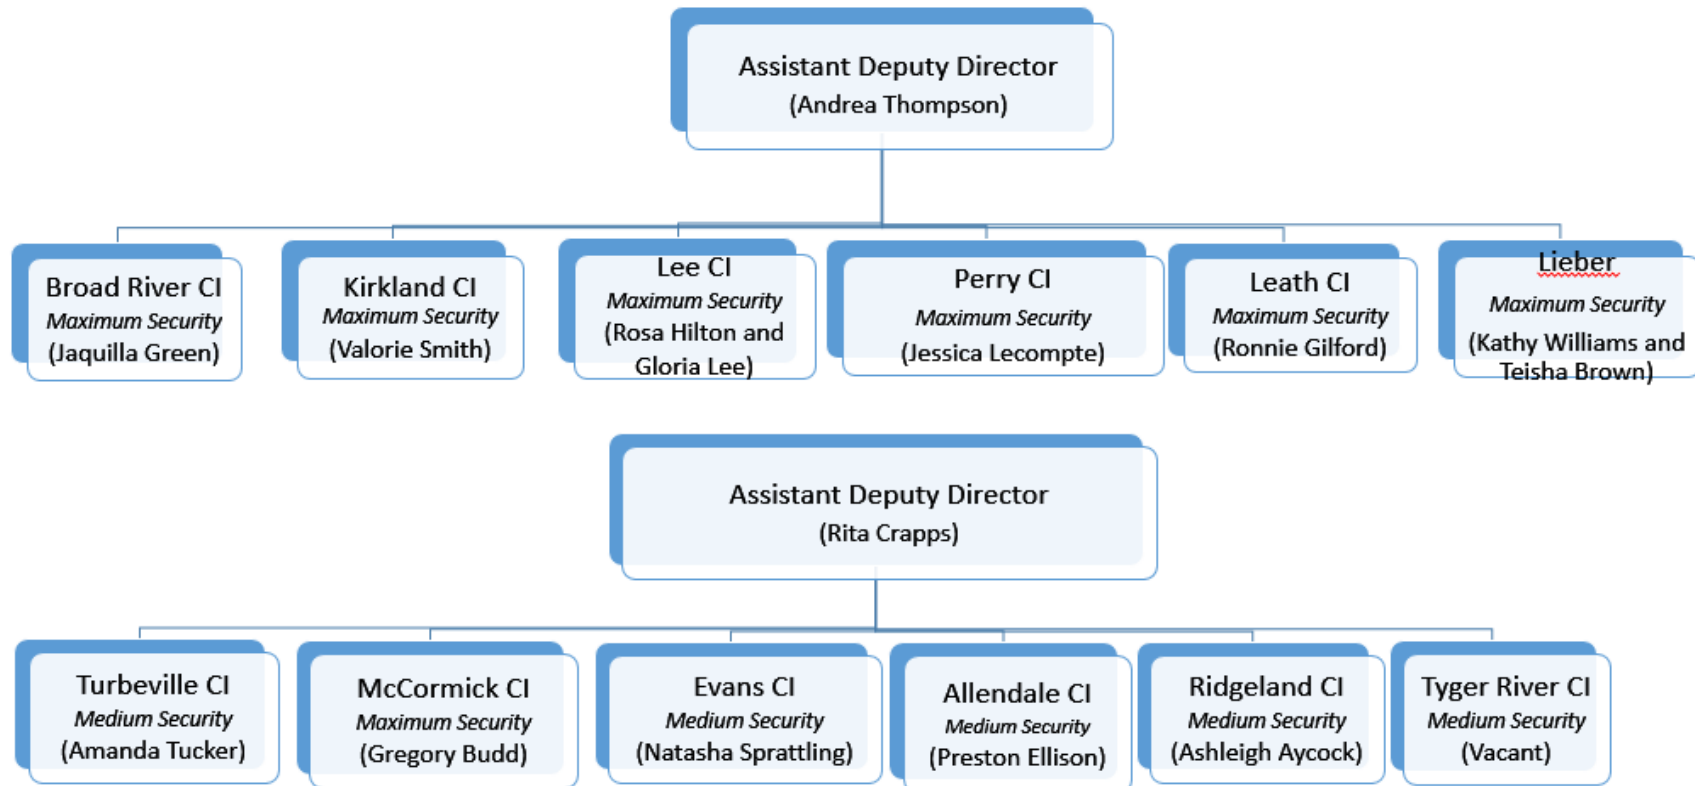 Assistant Deputy Director
(Andrea Thompson)
Broad River CI
Maximum Security
(Jaquilla Green)
Kirkland CI
Maximum Security
(Valorie Smith)
Lee CI
Maximum Security
(Rosa Hilton and
Gloria Lee)
Perry CI
Maximum Security
(Jessica Lecompte)
Leath CI
Maximum Security
(Ronnie Gilford)
Lieber
Maximum Security
(Kathy Williams and
Teisha Brown)
Assistant Deputy Director
(Rita Crapps)
Turbeville CI
Medium Security
(Amanda Tucker)
McCormick CI
Maximum Security
(Gregory Budd)
Evans CI
Medium Security
(Natasha Sprattling)
Allendale CI
Medium Security
(Preston Ellison)
Ridgeland CI
Medium Security
(Ashleigh Aycock)
Tyger River CI
Medium Security
(Vacant)